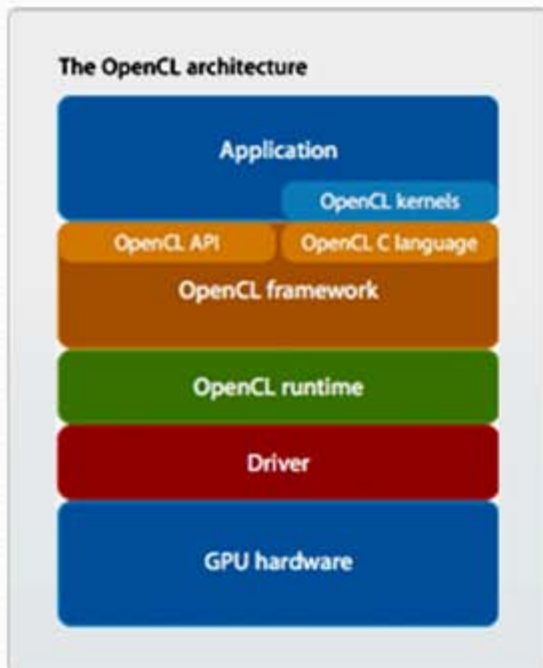 The OpenCL architecture
Application
OpenCL kernels
OpenCL API
OpenCL C language
OpenCL framework
OpenCL runtime
Driver
GPU hardware